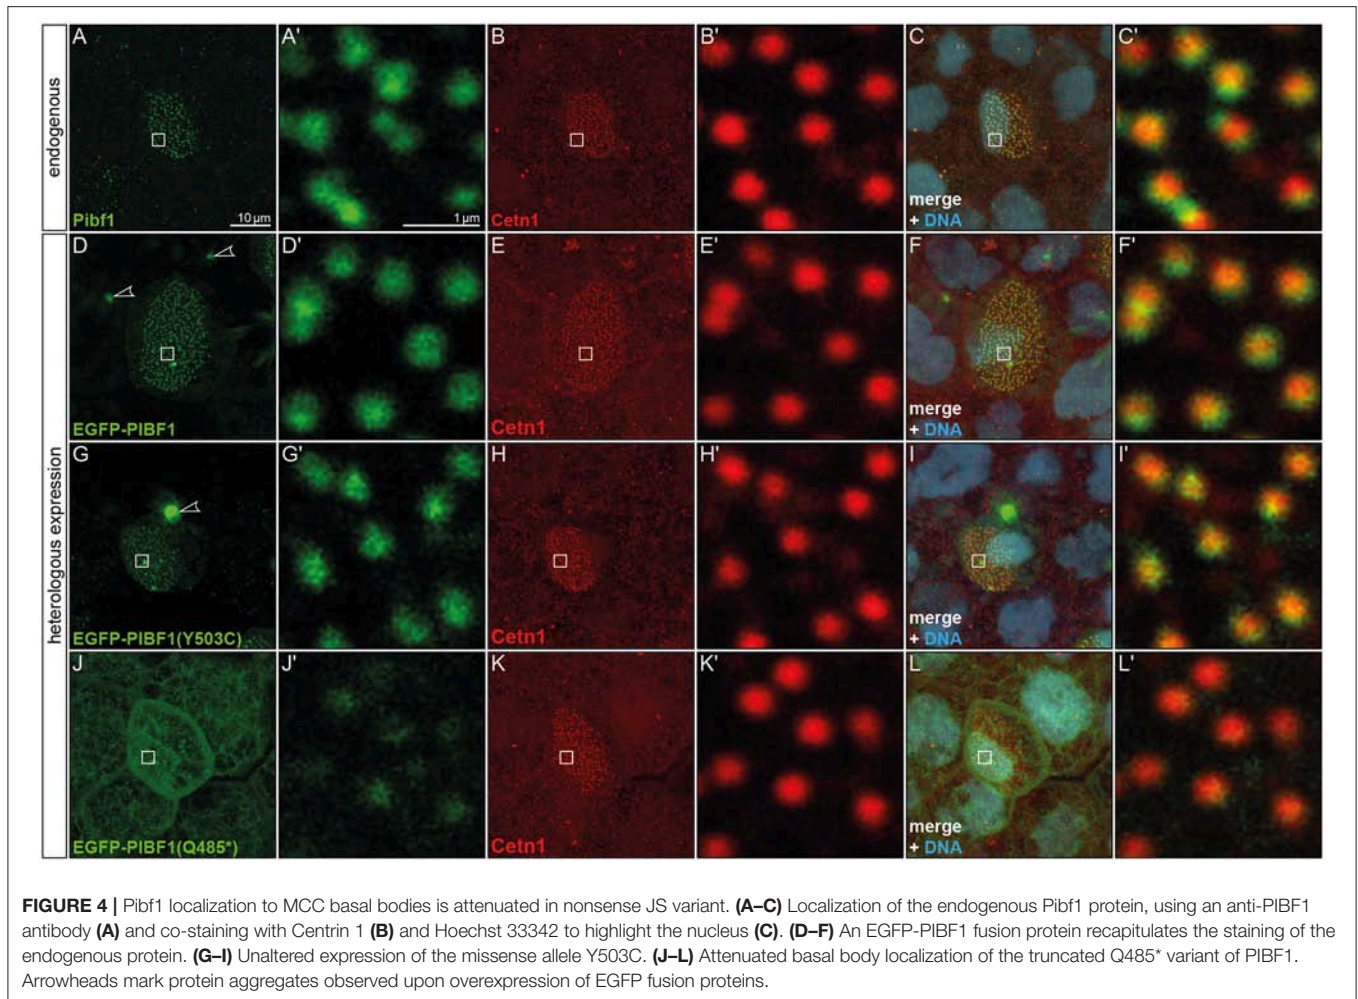 endogenous
A
Pibf1
10 µm
A'
1 µm
B
Cetn1
B'
C
merge
+ DNA
C'
heterologous expression
D
EGFP-PIBF1
D'
E
Cetn1
E'
F
merge
+ DNA
F'
G
EGFP-PIBF1(Y503C)
G'
H
Cetn1
H'
I
merge
+ DNA
I'
J
EGFP-PIBF1(Q485*)
J'
K
Cetn1
K'
L
merge
+ DNA
L'
FIGURE 4 | Pibf1 localization to MCC basal bodies is attenuated in nonsense JS variant. (A–C) Localization of the endogenous Pibf1 protein, using an anti-PIBF1
antibody (A) and co-staining with Centrin 1 (B) and Hoechst 33342 to highlight the nucleus (C). (D–F) An EGFP-PIBF1 fusion protein recapitulates the staining of the
endogenous protein. (G–I) Unaltered expression of the missense allele Y503C. (J–L) Attenuated basal body localization of the truncated Q485* variant of PIBF1.
Arrowheads mark protein aggregates observed upon overexpression of EGFP fusion proteins.